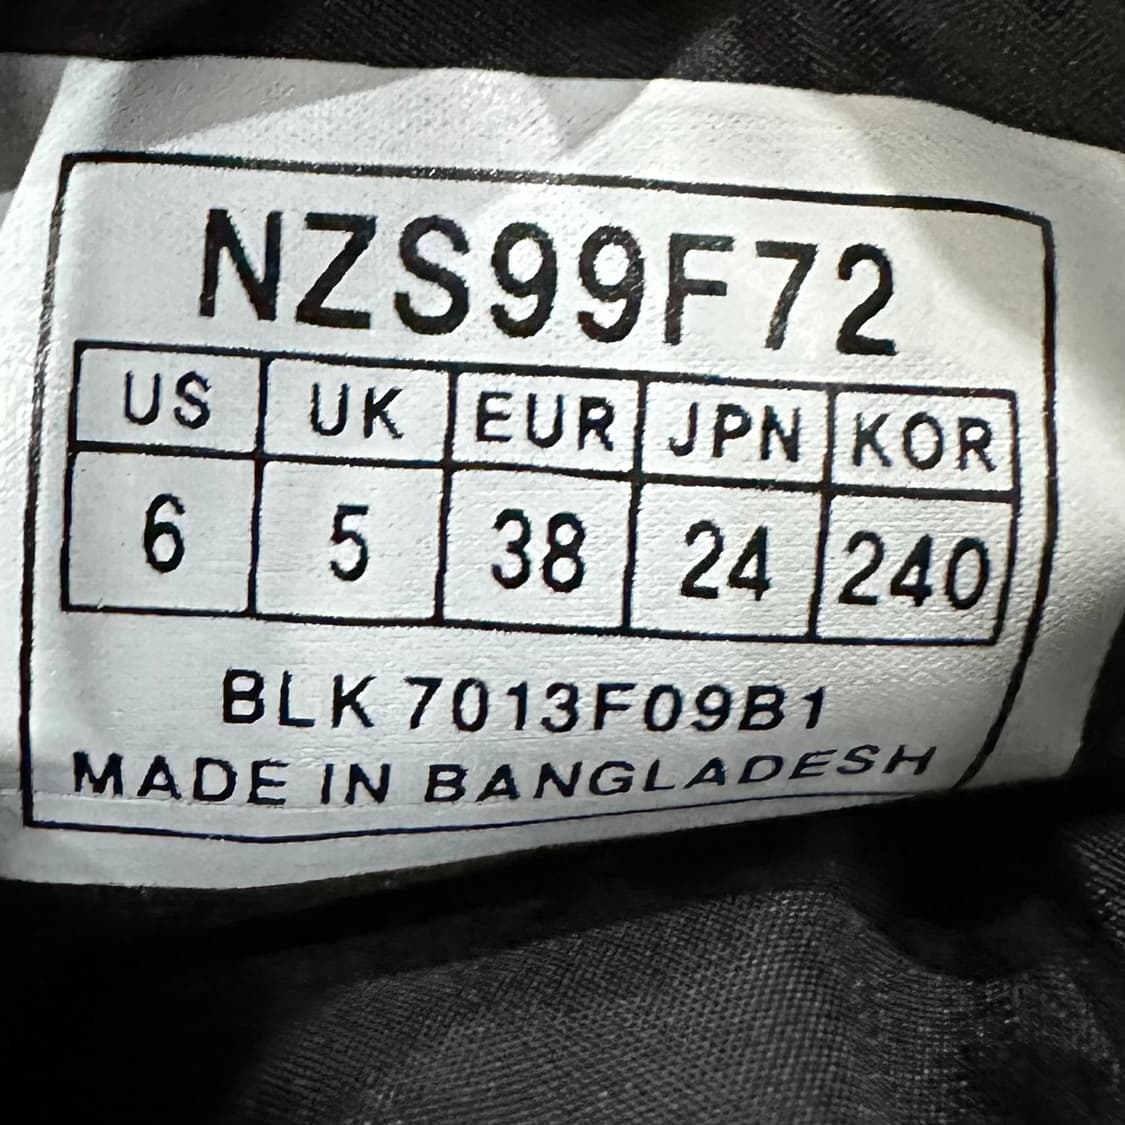 NZS99F72
US UK EUR JPN KOR
6 5 38 24 240
BLK 7013F09B1
MADE IN BANGLADESH